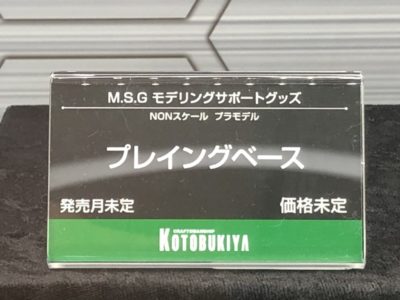 M.S.G モデリングサポートグッズ
NONスケール プラモデル
プレイングベース
発売月未定 価格未定
CRAFTSMANSHIP
KOTOBUKIYA